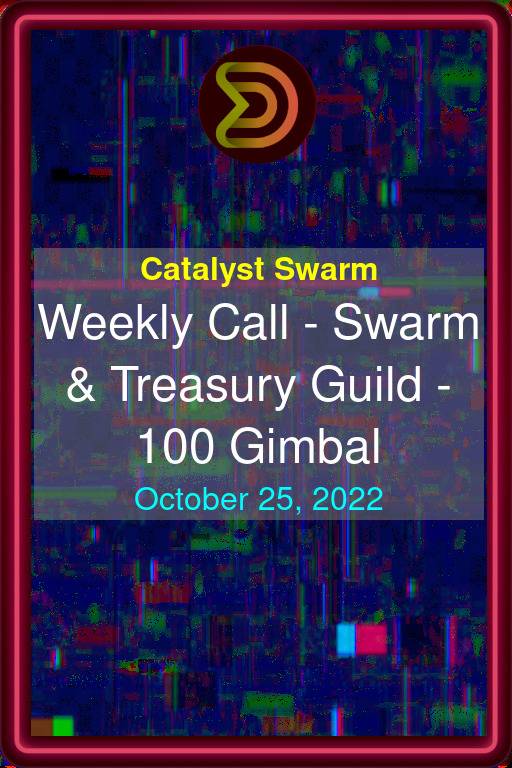 Catalyst Swarm
Weekly Call - Swarm
& Treasury Guild -
100 Gimbal
October 25, 2022